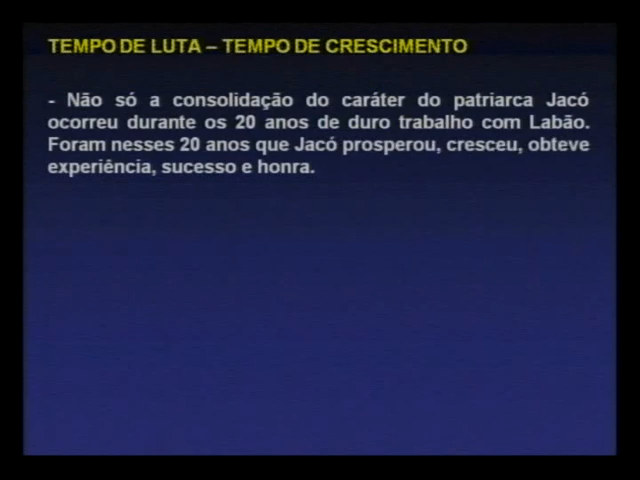 TEMPO DE LUTA – TEMPO DE CRESCIMENTO
- Não só a consolidação do caráter do patriarca Jacó
ocorreu durante os 20 anos de duro trabalho com Labão.
Foram nesses 20 anos que Jacó prosperou, cresceu, obteve
experiência, sucesso e honra.